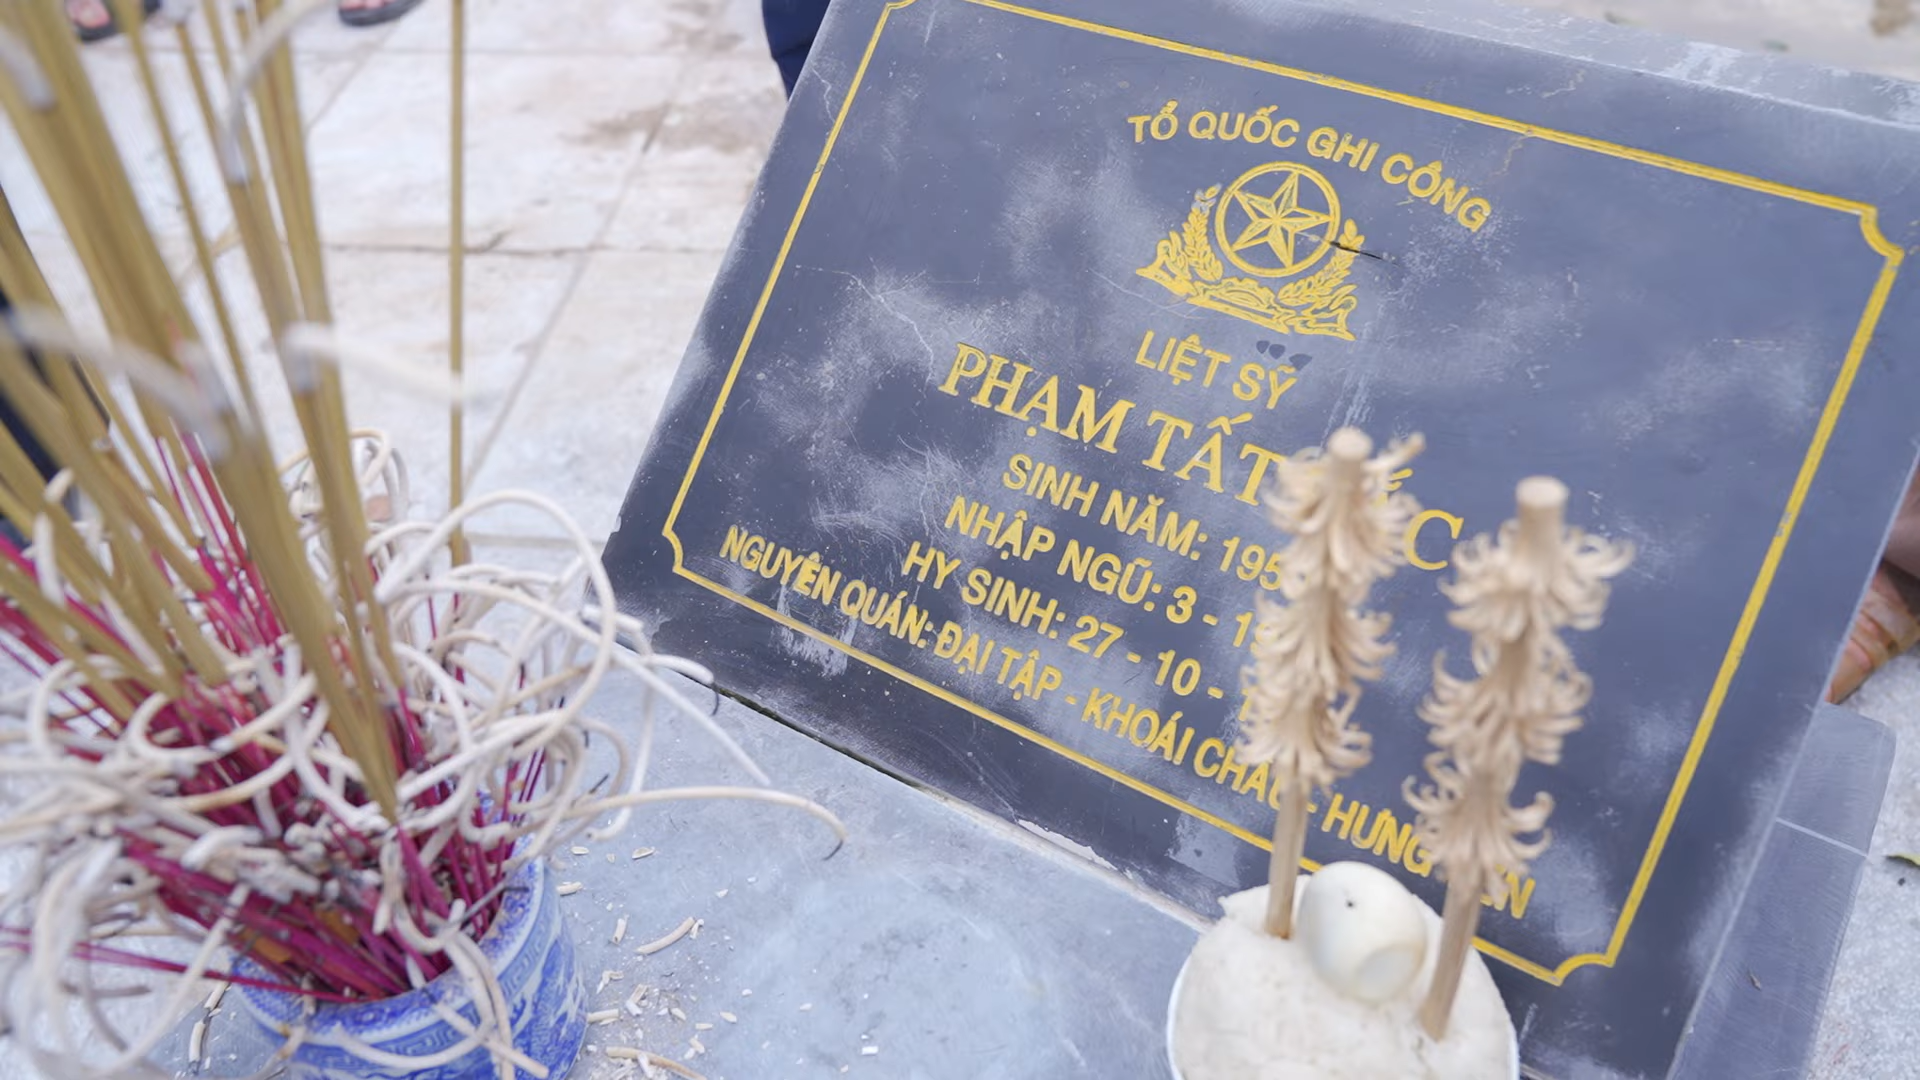 TỔ QUỐC GHI CÔNG
LIỆT SỸ
PHẠM TẤT
SINH NĂM: 195
NHẬP NGŨ: 3 - 1
HY SINH: 27 - 10 - 1
NGUYÊN QUÁN: ĐẠI TẬP - KHOÁI CHÂU - HƯNG